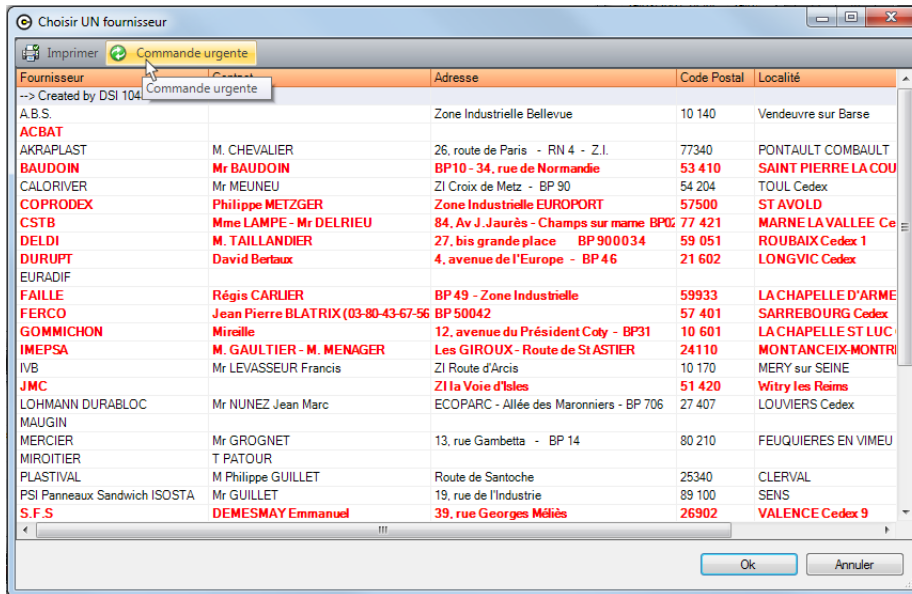 Choisir UN fournisseur
Imprimer Commande urgente
Fournisseur Adresse Code Postal Localité
--> Created by DSI 104 Commande urgente
A.B.S. Zone Industrielle Bellevue 10 140 Vendeuvre sur Barse
ACBAT
AKRAPLAST M. CHEVALIER 26, route de Paris - RN 4 - Z.I. 77340 PONTAULT COMBAULT
BAUDOIN Mr BAUDOIN BP10 - 34, rue de Normandie 53 410 SAINT PIERRE LA COU
CALORIVER Mr MEUNEU ZI Croix de Metz - BP 90 54 204 TOUL Cedex
COPRODEX Philippe METZGER Zone Industrielle EUROPORT 57500 ST AVOLD
CSTB Mme LAMPE - Mr DELRIEU 84, Av J.Jaurès - Champs sur marne BP02 77 421 MARNE LA VALLEE Ce
DELDI M. TAILLANDIER 27, bis grande place BP 900034 59 051 ROUBAIX Cedex 1
DURUPT David Bertaux 4, avenue de l'Europe - BP 46 21 602 LONGVIC Cedex
EURADIF
FAILLE Régis CARLIER BP 49 - Zone Industrielle 59933 LA CHAPELLE D'ARME
FERCO Jean Pierre BLATRIX (03-80-43-67-56 BP 50042 57 401 SARREBOURG Cedex
GOMMICHON Mireille 12, avenue du Président Coty - BP31 10 601 LA CHAPELLE ST LUC
IMEPSA M. GAULTIER - M. MENAGER Les GIROUX - Route de St ASTIER 24110 MONTANCEIX-MONTRI
IVB Mr LEVASSEUR Francis ZI Route d'Arcis 10 170 MERY sur SEINE
JMC ZI la Voie d'Isles 51 420 Witry les Reims
LOHMANN DURABLOC Mr NUNEZ Jean Marc ECOPARC - Allée des Maronniers - BP 706 27 407 LOUVIERS Cedex
MAUGIN
MERCIER Mr GROGNET 13, rue Gambetta - BP 14 80 210 FEUQUIERES EN VIMEU
MIROITIER T PATOUR
PLASTIVAL M Philippe GUILLET Route de Santoche 25340 CLERVAL
PSI Panneaux Sandwich ISOSTA Mr GUILLET 19, rue de l'Industrie 89 100 SENS
S.F.S DEMESMAY Emmanuel 39, rue Georges Méliès 26902 VALENCE Cedex 9
Ok Annuler